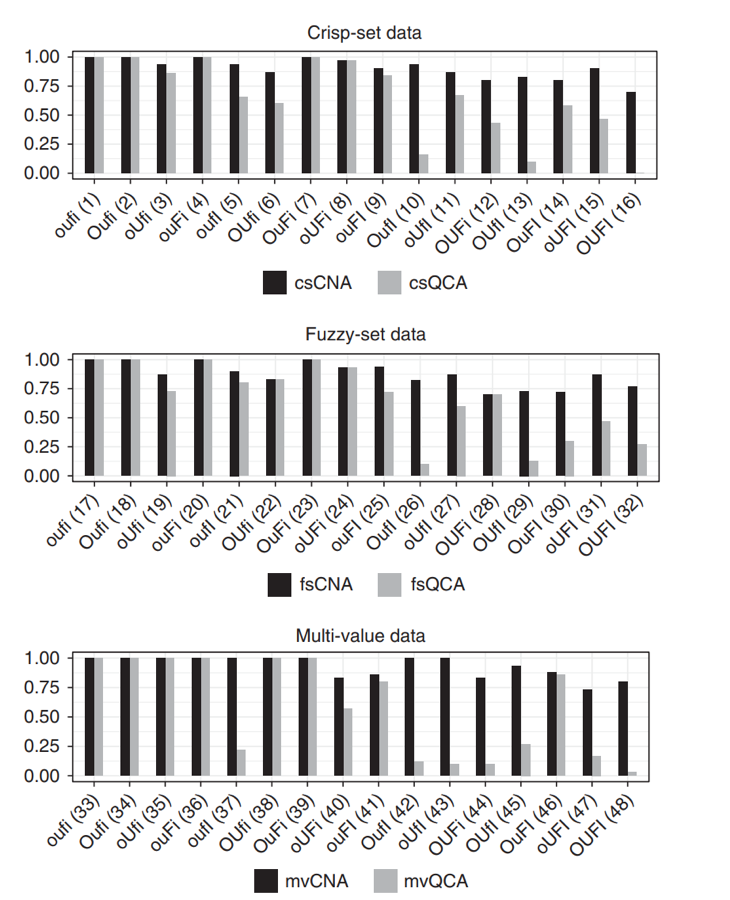 Crisp-set data
1.00
0.75
0.50
0.25
0.00
oufi (1)
Oufi (2)
oUfi (3)
ouFi (4)
oufI (5)
OUfi (6)
OuFi (7)
oUFi (8)
ouFI (9)
OufI (10)
oUfI (11)
OUFi (12)
OUfI (13)
OuFI (14)
oUFI (15)
OUFI (16)
csCNA csQCA
Fuzzy-set data
1.00
0.75
0.50
0.25
0.00
oufi (17)
Oufi (18)
oUfi (19)
ouFi (20)
oufI (21)
OUfi (22)
OuFi (23)
oUFi (24)
ouFI (25)
OufI (26)
oUfI (27)
OUFi (28)
OUfI (29)
OuFI (30)
oUFI (31)
OUFI (32)
fsCNA fsQCA
Multi-value data
1.00
0.75
0.50
0.25
0.00
oufi (33)
Oufi (34)
oUfi (35)
ouFi (36)
oufI (37)
OUfi (38)
OuFi (39)
oUFi (40)
ouFI (41)
OufI (42)
oUfI (43)
OUFi (44)
OUfI (45)
OuFI (46)
oUFI (47)
OUFI (48)
mvCNA mvQCA